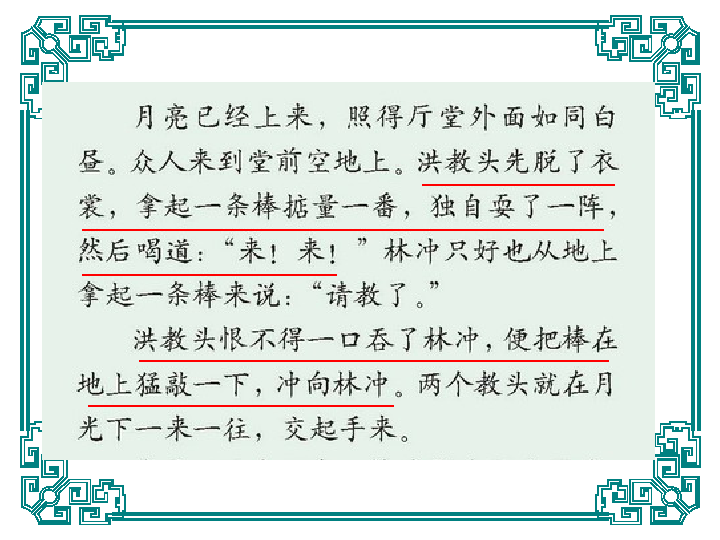 月亮已经上来，照得厅堂外面如同白
昼。众人来到堂前空地上。洪教头先脱了衣
裳，拿起一条棒掂量一番，独自耍了一阵，
然后喝道：“来！来！”林冲只好也从地上
拿起一条棒来说：“请教了。”
洪教头恨不得一口吞了林冲，便把棒在
地上猛敲一下，冲向林冲。两个教头就在月
光下一来一往，交起手来。